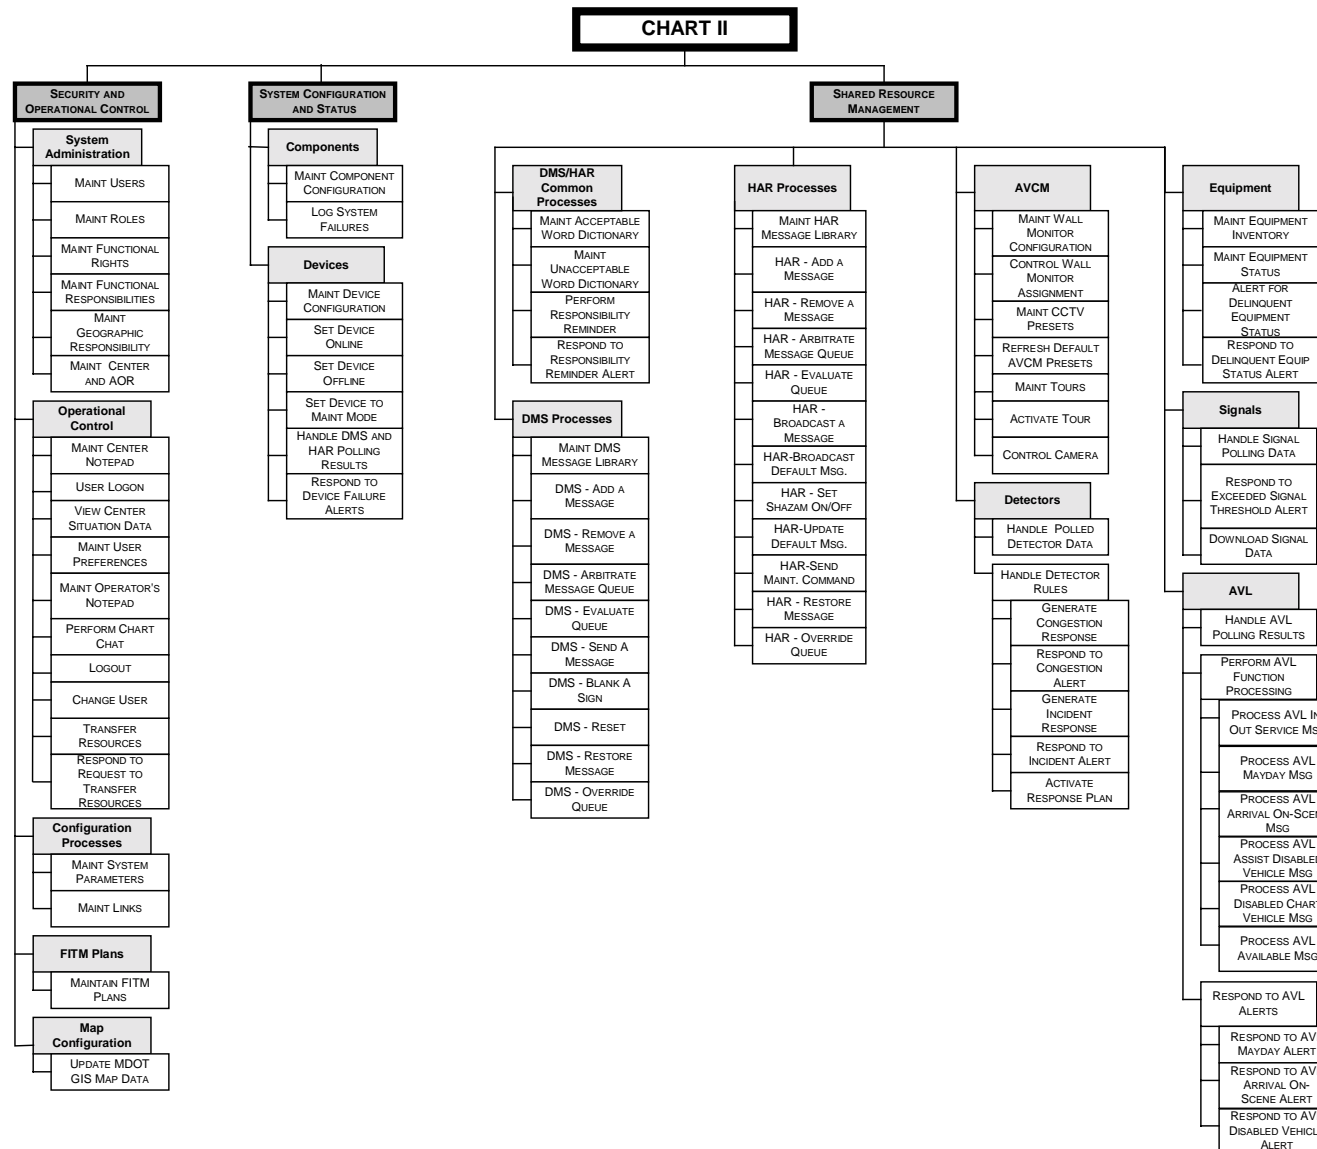 CHART II
SECURITY AND
OPERATIONAL CONTROL
System
Administration
MAINT USERS
MAINT ROLES
MAINT FUNCTIONAL
RIGHTS
MAINT FUNCTIONAL
RESPONSIBILITIES
MAINT
GEOGRAPHIC
RESPONSIBILITY
MAINT CENTER
AND AOR
Operational
Control
MAINT CENTER
NOTEPAD
USER LOGON
VIEW CENTER
SITUATION DATA
MAINT USER
PREFERENCES
MAINT OPERATOR'S
NOTEPAD
PERFORM CHART
CHAT
LOGOUT
CHANGE USER
TRANSFER
RESOURCES
RESPOND TO
REQUEST TO
TRANSFER
RESOURCES
Configuration
Processes
MAINT SYSTEM
PARAMETERS
MAINT LINKS
FITM Plans
MAINTAIN FITM
PLANS
Map
Configuration
UPDATE MDOT
GIS MAP DATA
SYSTEM CONFIGURATION
AND STATUS
Components
MAINT COMPONENT
CONFIGURATION
LOG SYSTEM
FAILURES
Devices
MAINT DEVICE
CONFIGURATION
SET DEVICE
ONLINE
SET DEVICE
OFFLINE
SET DEVICE TO
MAINT MODE
HANDLE DMS AND
HAR POLLING
RESULTS
RESPOND TO
DEVICE FAILURE
ALERTS
SHARED RESOURCE
MANAGEMENT
DMS/HAR
Common
Processes
MAINT ACCEPTABLE
WORD DICTIONARY
MAINT
UNACCEPTABLE
WORD DICTIONARY
PERFORM
RESPONSIBILITY
REMINDER
RESPOND TO
RESPONSIBILITY
REMINDER ALERT
DMS Processes
MAINT DMS
MESSAGE LIBRARY
DMS - ADD A
MESSAGE
DMS - REMOVE A
MESSAGE
DMS - ARBITRATE
MESSAGE QUEUE
DMS - EVALUATE
QUEUE
DMS - SEND A
MESSAGE
DMS - BLANK A
SIGN
DMS - RESET
DMS - RESTORE
MESSAGE
DMS - OVERRIDE
QUEUE
HAR Processes
MAINT HAR
MESSAGE LIBRARY
HAR - ADD A
MESSAGE
HAR - REMOVE A
MESSAGE
HAR - ARBITRATE
MESSAGE QUEUE
HAR - EVALUATE
QUEUE
HAR -
BROADCAST A
MESSAGE
HAR-BROADCAST
DEFAULT MSG.
HAR - SET
SHAZAM ON/OFF
HAR-UPDATE
DEFAULT MSG.
HAR-SEND
MAINT. COMMAND
HAR - RESTORE
MESSAGE
HAR - OVERRIDE
QUEUE
AVCM
MAINT WALL
MONITOR
CONFIGURATION
CONTROL WALL
MONITOR
ASSIGNMENT
MAINT CCTV
PRESETS
REFRESH DEFAULT
AVCM PRESETS
MAINT TOURS
ACTIVATE TOUR
CONTROL CAMERA
Detectors
HANDLE POLLED
DETECTOR DATA
HANDLE DETECTOR
RULES
GENERATE
CONGESTION
RESPONSE
RESPOND TO
CONGESTION
ALERT
GENERATE
INCIDENT
RESPONSE
RESPOND TO
INCIDENT ALERT
ACTIVATE
RESPONSE PLAN
Equipment
MAINT EQUIPMENT
INVENTORY
MAINT EQUIPMENT
STATUS
ALERT FOR
DELINQUENT
EQUIPMENT
STATUS
RESPOND TO
DELINQUENT EQUIP
STATUS ALERT
Signals
HANDLE SIGNAL
POLLING DATA
RESPOND TO
EXCEEDED SIGNAL
THRESHOLD ALERT
DOWNLOAD SIGNAL
DATA
AVL
HANDLE AVL
POLLING RESULTS
PERFORM AVL
FUNCTION
PROCESSING
PROCESS AVL
OUT SERVICE
PROCESS AVL
MAYDAY MSG
PROCESS AVL
ARRIVAL
MSG
PROCESS AVL
ASSIST
VEHICLE MSG
PROCESS AVL
DISABLED
VEHICLE MSG
PROCESS AVL
AVAILABLE MSG
RESPOND TO AVL
ALERTS
RESPOND TO
MAYDAY ALERT
RESPOND TO
ARRIVAL ON-
SCENE ALERT
RESPOND TO
DISABLED
ALERT